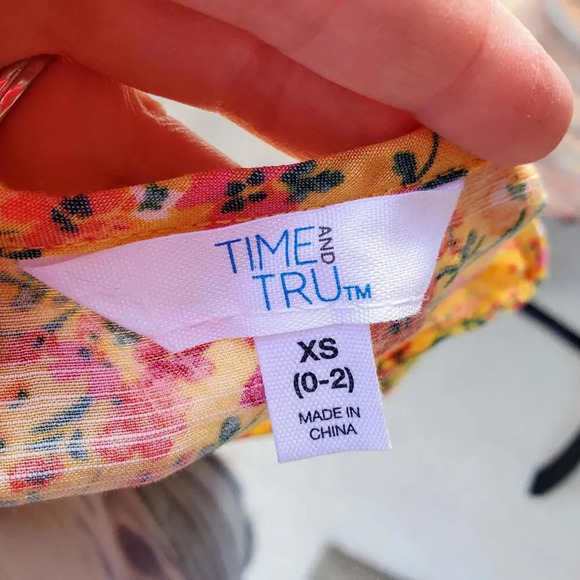 TIME AND
TRU™
XS
(0-2)
MADE IN
CHINA